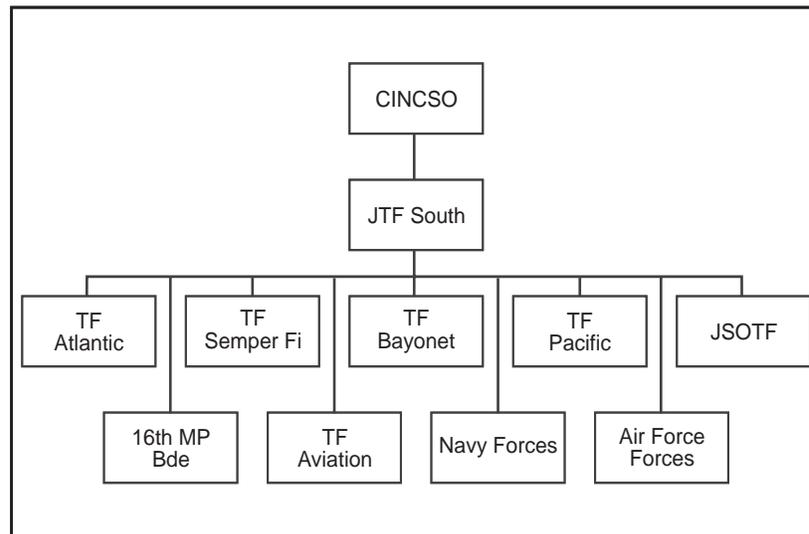 CINCSO
JTF South
TF
Atlantic
TF
Semper Fi
TF
Bayonet
TF
Pacific
JSOTF
16th MP
Bde
TF
Aviation
Navy Forces
Air Force
Forces